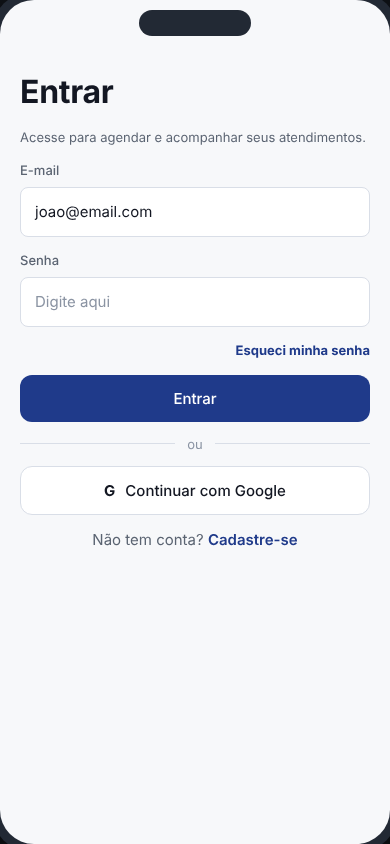 Entrar
Acesse para agendar e acompanhar seus atendimentos.
E-mail
joao@email.com
Senha
Digite aqui
Esqueci minha senha
Entrar
ou
G Continuar com Google
Não tem conta? Cadastre-se